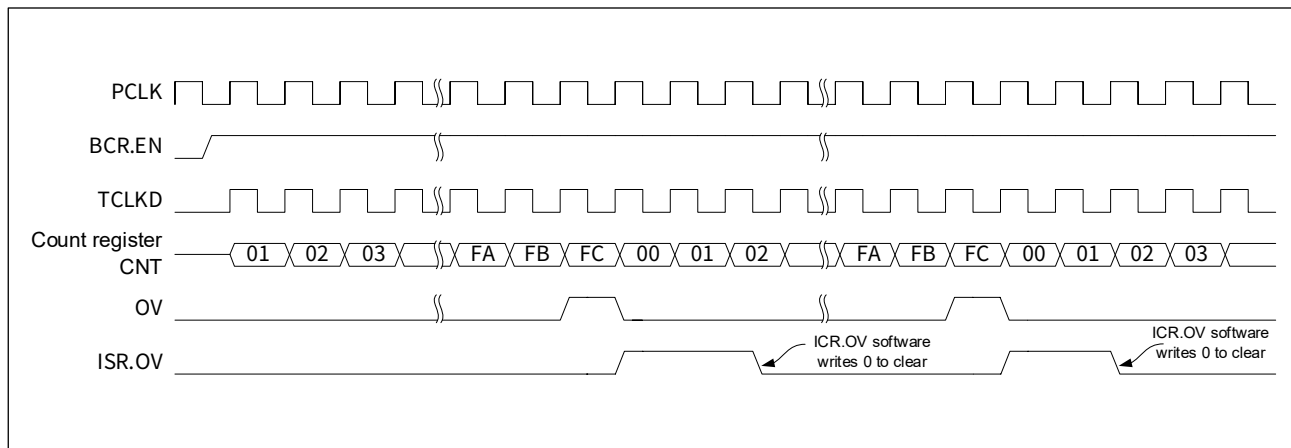 PCLK
BCR.EN
TCLKD
Count register
CNT
01 02 03 FA FB FC 00 01 02 FA FB FC 00 01 02 03
OV
ISR.OV
ICR.OV software
writes 0 to clear
ICR.OV software
writes 0 to clear